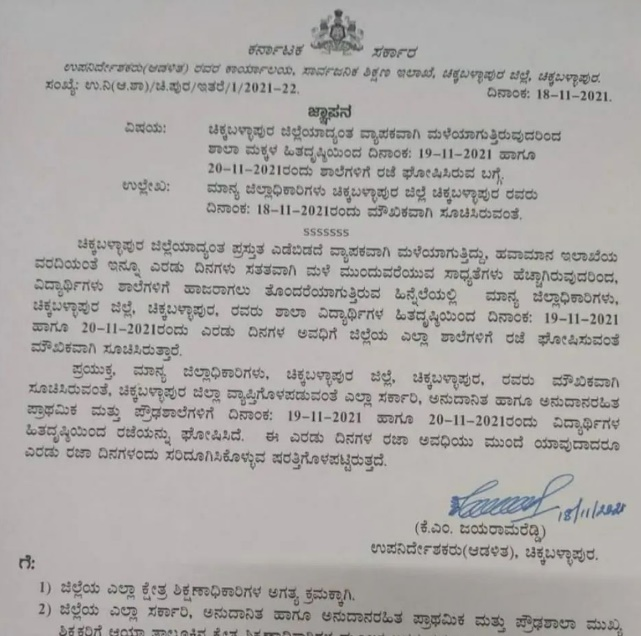 ಕರ್ನಾಟಕ ಸರ್ಕಾರ
ಉಪನಿರ್ದೇಶಕರು(ಆಡಳಿತ) ರವರ ಕಾರ್ಯಾಲಯ, ಸಾರ್ವಜನಿಕ ಶಿಕ್ಷಣ ಇಲಾಖೆ, ಚಿಕ್ಕಬಳ್ಳಾಪುರ ಜಿಲ್ಲೆ, ಚಿಕ್ಕಬಳ್ಳಾಪುರ.
ಸಂಖ್ಯೆ: ಉ.ನಿ(ಆ.ಶಾ)/ಚಿ.ಪುರ/ಇತರೆ/1/2021-22. ದಿನಾಂಕ: 18-11-2021.
ಜ್ಞಾಪನ
ವಿಷಯ: ಚಿಕ್ಕಬಳ್ಳಾಪುರ ಜಿಲ್ಲೆಯಾದ್ಯಂತ ವ್ಯಾಪಕವಾಗಿ ಮಳೆಯಾಗುತ್ತಿರುವುದರಿಂದ
ಶಾಲಾ ಮಕ್ಕಳ ಹಿತದೃಷ್ಠಿಯಿಂದ ದಿನಾಂಕ: 19-11-2021 ಹಾಗೂ
20-11-2021ರಂದು ಶಾಲೆಗಳಿಗೆ ರಜೆ ಘೋಷಿಸಿರುವ ಬಗ್ಗೆ.
ಉಲ್ಲೇಖ: ಮಾನ್ಯ ಜಿಲ್ಲಾಧಿಕಾರಿಗಳು ಚಿಕ್ಕಬಳ್ಳಾಪುರ ಜಿಲ್ಲೆ ಚಿಕ್ಕಬಳ್ಳಾಪುರ ರವರು
ದಿನಾಂಕ: 18-11-2021ರಂದು ಮೌಖಿಕವಾಗಿ ಸೂಚಿಸಿರುವಂತೆ.
sssssss
ಚಿಕ್ಕಬಳ್ಳಾಪುರ ಜಿಲ್ಲೆಯಾದ್ಯಂತ ಪ್ರಸ್ತುತ ಎಡೆಬಿಡದೆ ವ್ಯಾಪಕವಾಗಿ ಮಳೆಯಾಗುತ್ತಿದ್ದು, ಹವಾಮಾನ ಇಲಾಖೆಯ
ವರದಿಯಂತೆ ಇನ್ನೂ ಎರಡು ದಿನಗಳು ಸತತವಾಗಿ ಮಳೆ ಮುಂದುವರೆಯುವ ಸಾಧ್ಯತೆಗಳು ಹೆಚ್ಚಾಗಿರುವುದರಿಂದ,
ವಿದ್ಯಾರ್ಥಿಗಳು ಶಾಲೆಗಳಿಗೆ ಹಾಜರಾಗಲು ತೊಂದರೆಯಾಗುತ್ತಿರುವ ಹಿನ್ನೆಲೆಯಲ್ಲಿ ಮಾನ್ಯ ಜಿಲ್ಲಾಧಿಕಾರಿಗಳು,
ಚಿಕ್ಕಬಳ್ಳಾಪುರ ಜಿಲ್ಲೆ, ಚಿಕ್ಕಬಳ್ಳಾಪುರ, ರವರು ಶಾಲಾ ವಿದ್ಯಾರ್ಥಿಗಳ ಹಿತದೃಷ್ಠಿಯಿಂದ ದಿನಾಂಕ: 19-11-2021
ಹಾಗೂ 20-11-2021ರಂದು ಎರಡು ದಿನಗಳ ಅವಧಿಗೆ ಜಿಲ್ಲೆಯ ಎಲ್ಲಾ ಶಾಲೆಗಳಿಗೆ ರಜೆ ಘೋಷಿಸುವಂತೆ
ಮೌಖಿಕವಾಗಿ ಸೂಚಿಸಿರುತ್ತಾರೆ.
ಪ್ರಯುಕ್ತ, ಮಾನ್ಯ ಜಿಲ್ಲಾಧಿಕಾರಿಗಳು, ಚಿಕ್ಕಬಳ್ಳಾಪುರ ಜಿಲ್ಲೆ, ಚಿಕ್ಕಬಳ್ಳಾಪುರ, ರವರು ಮೌಖಿಕವಾಗಿ
ಸೂಚಿಸಿರುವಂತೆ, ಚಿಕ್ಕಬಳ್ಳಾಪುರ ಜಿಲ್ಲಾ ವ್ಯಾಪ್ತಿಗೊಳಪಡುವಂತೆ ಎಲ್ಲಾ ಸರ್ಕಾರಿ, ಅನುದಾನಿತ ಹಾಗೂ ಅನುದಾನರಹಿತ
ಪ್ರಾಥಮಿಕ ಮತ್ತು ಪ್ರೌಢಶಾಲೆಗಳಿಗೆ ದಿನಾಂಕ: 19-11-2021 ಹಾಗೂ 20-11-2021ರಂದು ವಿದ್ಯಾರ್ಥಿಗಳ
ಹಿತದೃಷ್ಠಿಯಿಂದ ರಜೆಯನ್ನು ಘೋಷಿಸಿದೆ. ಈ ಎರಡು ದಿನಗಳ ರಜಾ ಅವಧಿಯು ಮುಂದೆ ಯಾವುದಾದರೂ
ಎರಡು ರಜಾ ದಿನಗಳಂದು ಸರಿದೂಗಿಸಿಕೊಳ್ಳುವ ಷರತ್ತಿಗೊಳಪಟ್ಟಿರುತ್ತದೆ.
18/11/2021
(ಕೆ.ಎಂ. ಜಯರಾಮರೆಡ್ಡಿ)
ಉಪನಿರ್ದೇಶಕರು(ಆಡಳಿತ), ಚಿಕ್ಕಬಳ್ಳಾಪುರ.
ಗೆ:
1) ಜಿಲ್ಲೆಯ ಎಲ್ಲಾ ಕ್ಷೇತ್ರ ಶಿಕ್ಷಣಾಧಿಕಾರಿಗಳ ಅಗತ್ಯ ಕ್ರಮಕ್ಕಾಗಿ.
2) ಜಿಲ್ಲೆಯ ಎಲ್ಲಾ ಸರ್ಕಾರಿ, ಅನುದಾನಿತ ಹಾಗೂ ಅನುದಾನರಹಿತ ಪ್ರಾಥಮಿಕ ಮತ್ತು ಪ್ರೌಢಶಾಲಾ ಮುಖ್ಯ